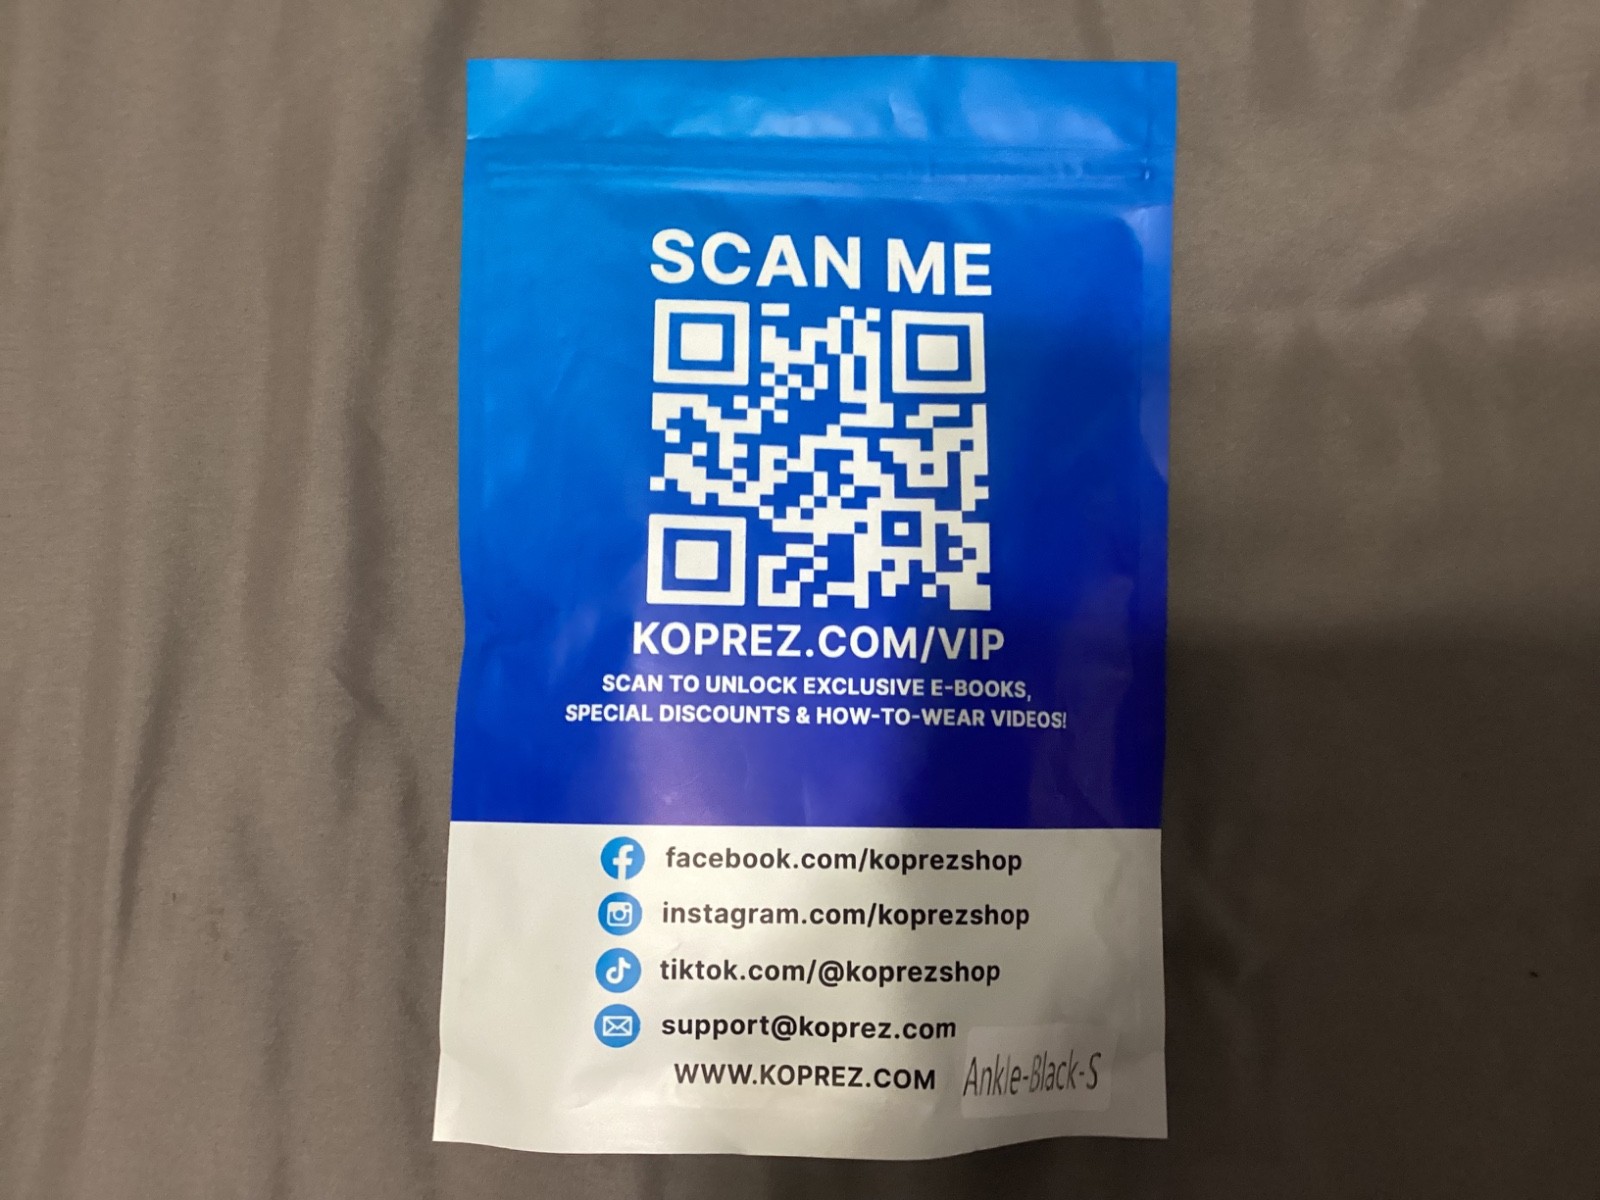 SCAN ME
KOPREZ.COM/VIP
SCAN TO UNLOCK EXCLUSIVE E-BOOKS,
SPECIAL DISCOUNTS & HOW-TO-WEAR VIDEOS!
facebook.com/koprezshop
instagram.com/koprezshop
tiktok.com/@koprezshop
support@koprez.com
WWW.KOPREZ.COM
Ankle-Black-S